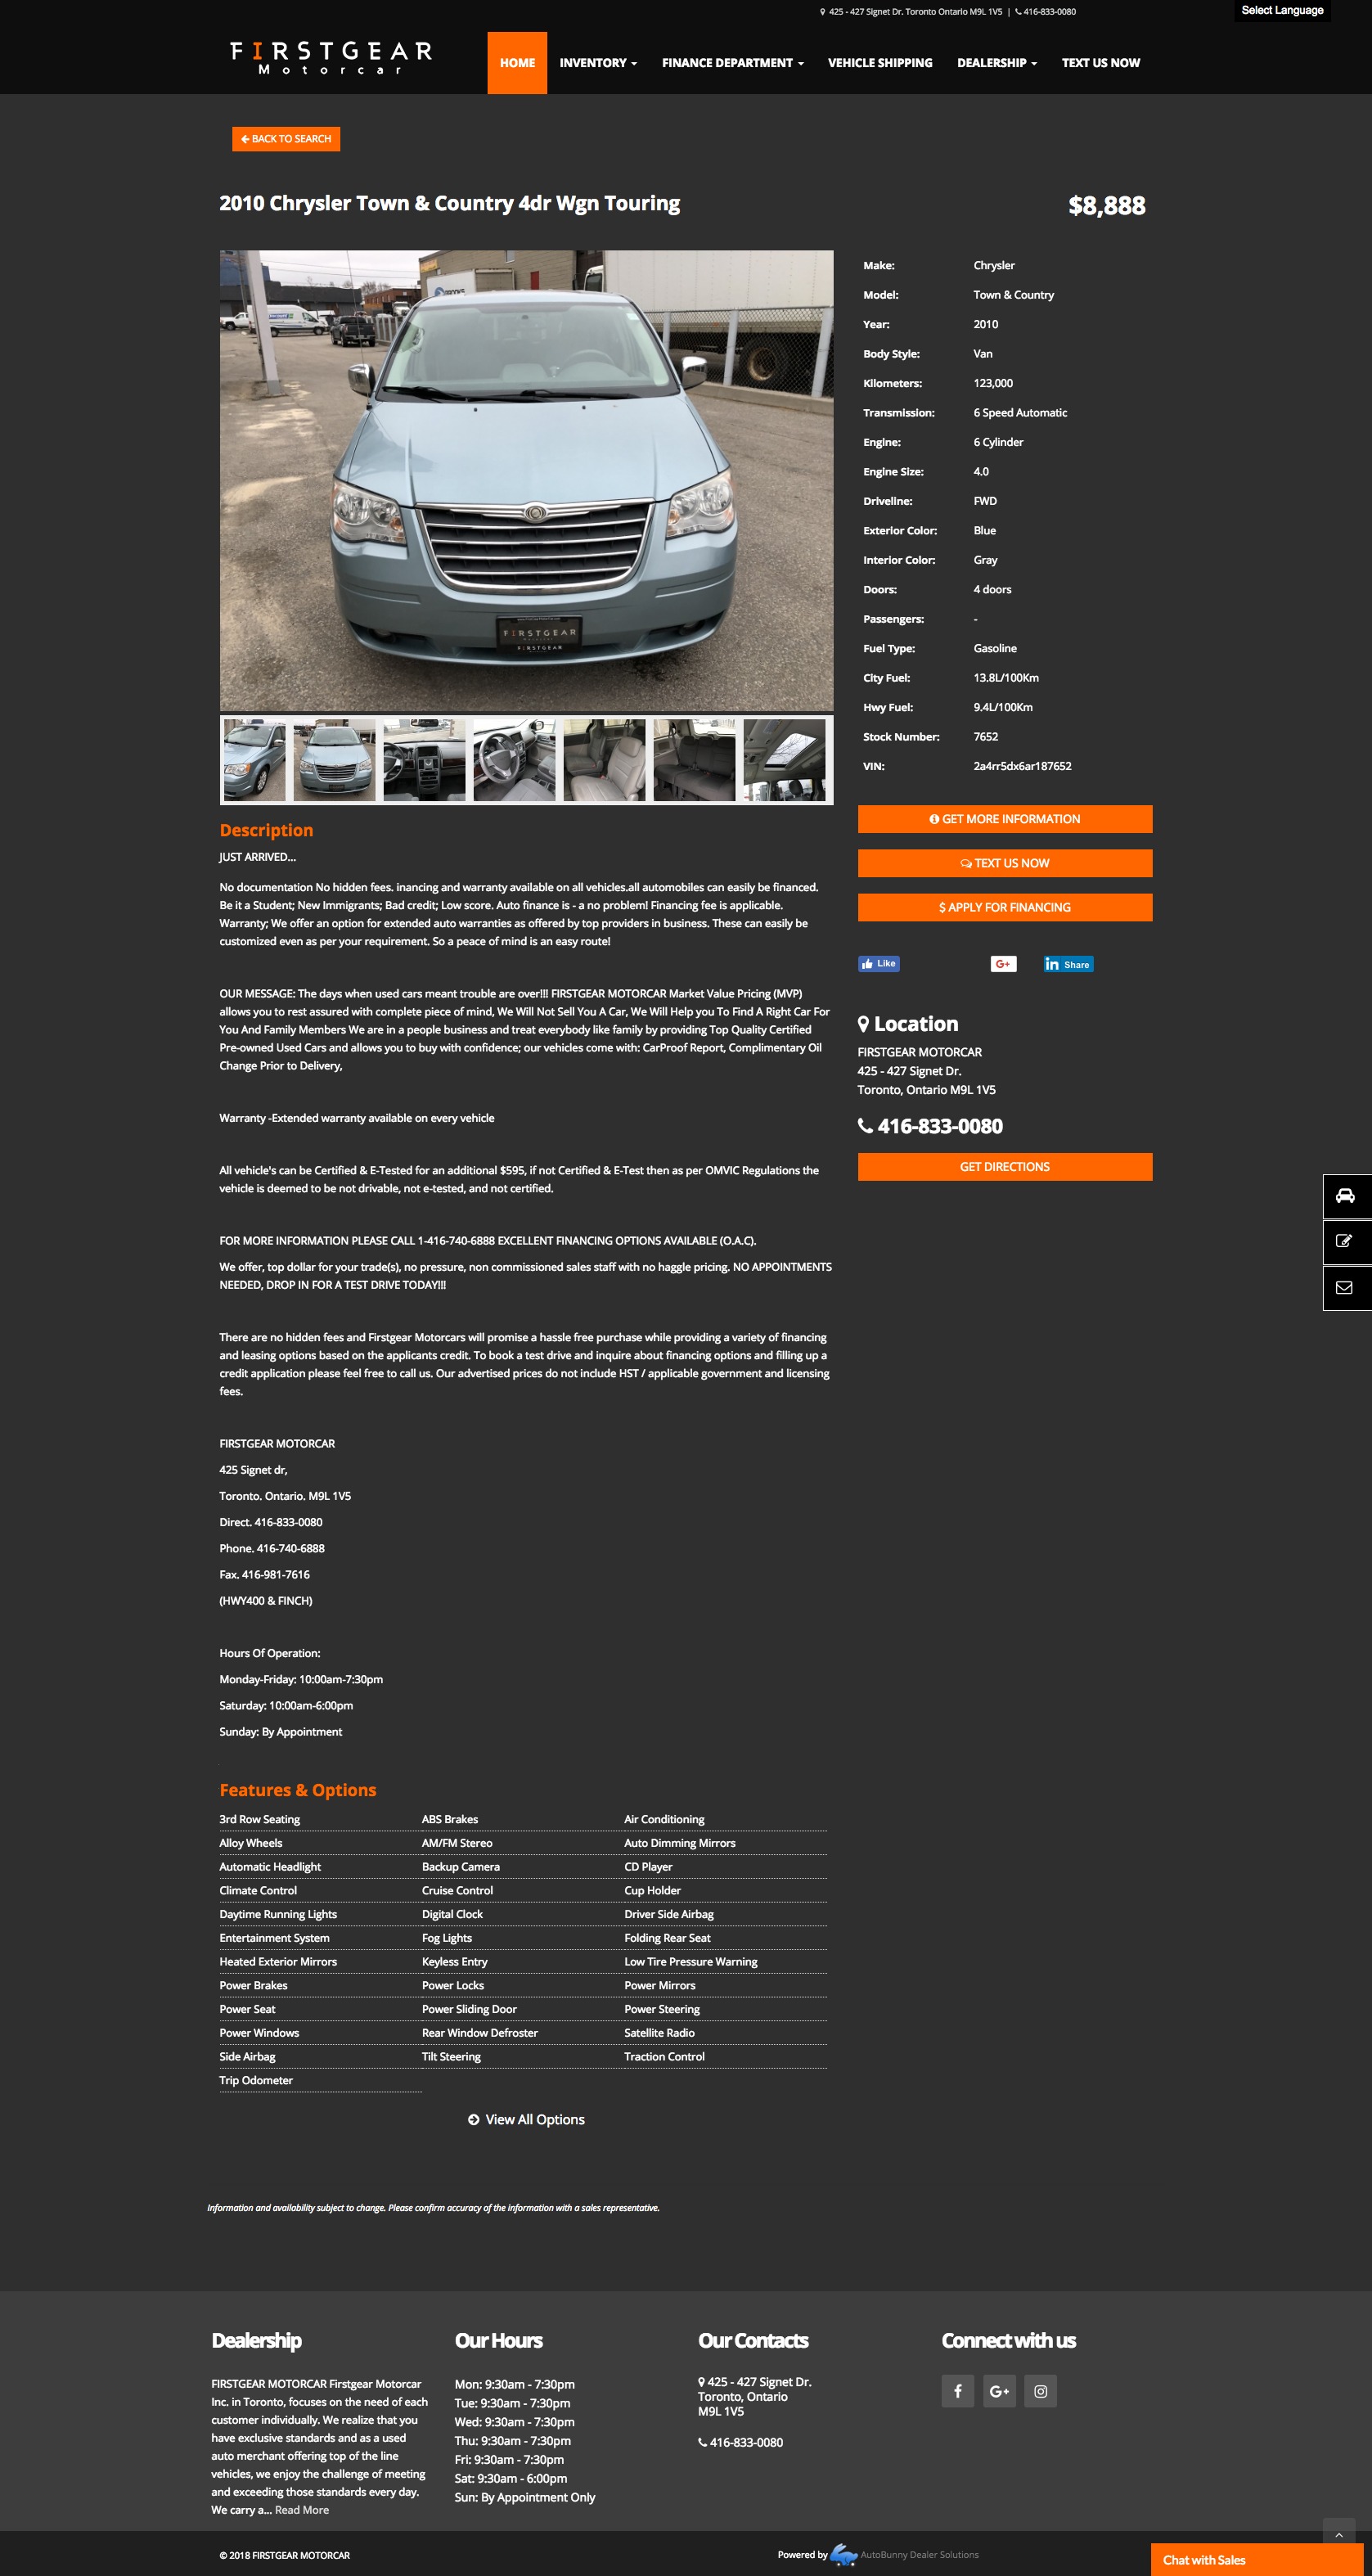 425 - 427 Signet Dr. Toronto Ontario M9L 1V5 | 416-833-0080
Select Language
FIRSTGEAR
Motorcar
HOME
INVENTORY
FINANCE DEPARTMENT
VEHICLE SHIPPING
DEALERSHIP
TEXT US NOW
BACK TO SEARCH
2010 Chrysler Town & Country 4dr Wgn Touring
$8,888
FIRSTGEAR
FIRSTGEAR
Make: Chrysler
Model: Town & Country
Year: 2010
Body Style: Van
Kilometers: 123,000
Transmission: 6 Speed Automatic
Engine: 6 Cylinder
Engine Size: 4.0
Driveline: FWD
Exterior Color: Blue
Interior Color: Gray
Doors: 4 doors
Passengers: -
Fuel Type: Gasoline
City Fuel: 13.8L/100Km
Hwy Fuel: 9.4L/100Km
Stock Number: 7652
VIN: 2a4rr5dx6ar187652
GET MORE INFORMATION
TEXT US NOW
$ APPLY FOR FINANCING
Like
G+
in Share
Location
FIRSTGEAR MOTORCAR
425 - 427 Signet Dr.
Toronto, Ontario M9L 1V5
416-833-0080
GET DIRECTIONS
Description
JUST ARRIVED...
No documentation No hidden fees. inancing and warranty available on all vehicles.all automobiles can easily be financed.
Be it a Student; New Immigrants; Bad credit; Low score. Auto finance is - a no problem! Financing fee is applicable.
Warranty; We offer an option for extended auto warranties as offered by top providers in business. These can easily be
customized even as per your requirement. So a peace of mind is an easy route!
OUR MESSAGE: The days when used cars meant trouble are over!!! FIRSTGEAR MOTORCAR Market Value Pricing (MVP)
allows you to rest assured with complete piece of mind, We Will Not Sell You A Car, We Will Help you To Find A Right Car For
You And Family Members We are in a people business and treat everybody like family by providing Top Quality Certified
Pre-owned Used Cars and allows you to buy with confidence; our vehicles come with: CarProof Report, Complimentary Oil
Change Prior to Delivery,
Warranty -Extended warranty available on every vehicle
All vehicle's can be Certified & E-Tested for an additional $595, if not Certified & E-Test then as per OMVIC Regulations the
vehicle is deemed to be not drivable, not e-tested, and not certified.
FOR MORE INFORMATION PLEASE CALL 1-416-740-6888 EXCELLENT FINANCING OPTIONS AVAILABLE (O.A.C).
We offer, top dollar for your trade(s), no pressure, non commissioned sales staff with no haggle pricing. NO APPOINTMENTS
NEEDED, DROP IN FOR A TEST DRIVE TODAY!!!
There are no hidden fees and Firstgear Motorcars will promise a hassle free purchase while providing a variety of financing
and leasing options based on the applicants credit. To book a test drive and inquire about financing options and filling up a
credit application please feel free to call us. Our advertised prices do not include HST / applicable government and licensing
fees.
FIRSTGEAR MOTORCAR
425 Signet dr,
Toronto. Ontario. M9L 1V5
Direct. 416-833-0080
Phone. 416-740-6888
Fax. 416-981-7616
(HWY400 & FINCH)
Hours Of Operation:
Monday-Friday: 10:00am-7:30pm
Saturday: 10:00am-6:00pm
Sunday: By Appointment
Features & Options
3rd Row Seating ABS Brakes Air Conditioning
Alloy Wheels AM/FM Stereo Auto Dimming Mirrors
Automatic Headlight Backup Camera CD Player
Climate Control Cruise Control Cup Holder
Daytime Running Lights Digital Clock Driver Side Airbag
Entertainment System Fog Lights Folding Rear Seat
Heated Exterior Mirrors Keyless Entry Low Tire Pressure Warning
Power Brakes Power Locks Power Mirrors
Power Seat Power Sliding Door Power Steering
Power Windows Rear Window Defroster Satellite Radio
Side Airbag Tilt Steering Traction Control
Trip Odometer
View All Options
Information and availability subject to change. Please confirm accuracy of the information with a sales representative.
Dealership
FIRSTGEAR MOTORCAR Firstgear Motorcar
Inc. in Toronto, focuses on the need of each
customer individually. We realize that you
have exclusive standards and as a used
auto merchant offering top of the line
vehicles, we enjoy the challenge of meeting
and exceeding those standards every day.
We carry a... Read More
Our Hours
Mon: 9:30am - 7:30pm
Tue: 9:30am - 7:30pm
Wed: 9:30am - 7:30pm
Thu: 9:30am - 7:30pm
Fri: 9:30am - 7:30pm
Sat: 9:30am - 6:00pm
Sun: By Appointment Only
Our Contacts
425 - 427 Signet Dr.
Toronto, Ontario
M9L 1V5
416-833-0080
Connect with us
G+
© 2018 FIRSTGEAR MOTORCAR
Powered by AutoBunny Dealer Solutions
Chat with Sales